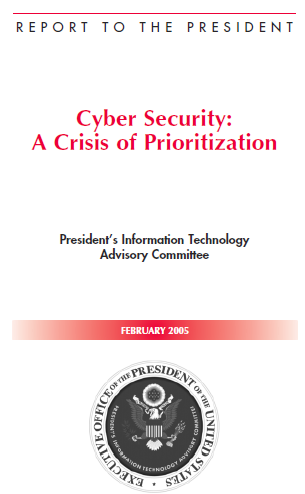 REPORT TO THE PRESIDENT
Cyber Security:
A Crisis of Prioritization
President's Information Technology
Advisory Committee
FEBRUARY 2005
EXECUTIVE OFFICE OF THE PRESIDENT OF THE UNITED STATES
PRESIDENT'S INFORMATION TECHNOLOGY ADVISORY COMMITTEE